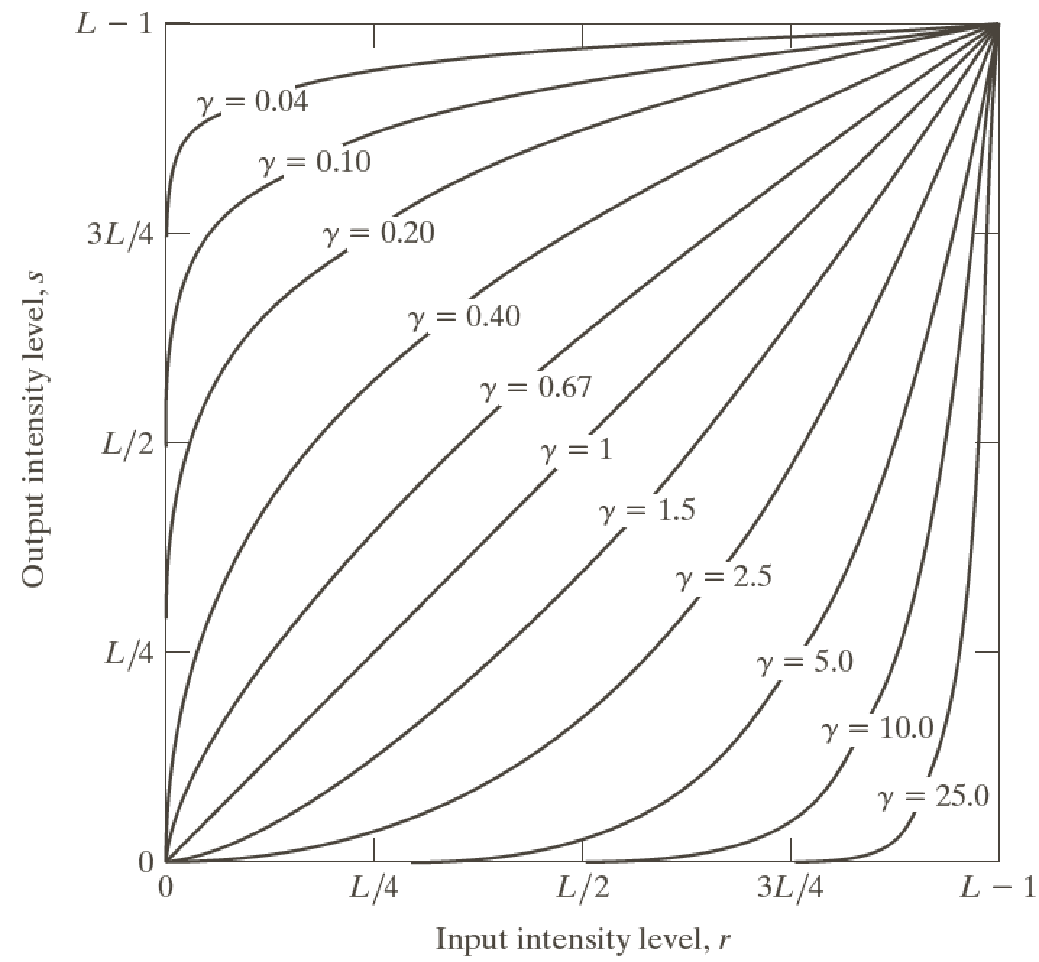 L − 1
γ = 0.04
γ = 0.10
3L/4
γ = 0.20
γ = 0.40
Output intensity level, s
γ = 0.67
L/2
γ = 1
γ = 1.5
γ = 2.5
L/4
γ = 5.0
γ = 10.0
γ = 25.0
0
0 L/4 L/2 3L/4 L − 1
Input intensity level, r